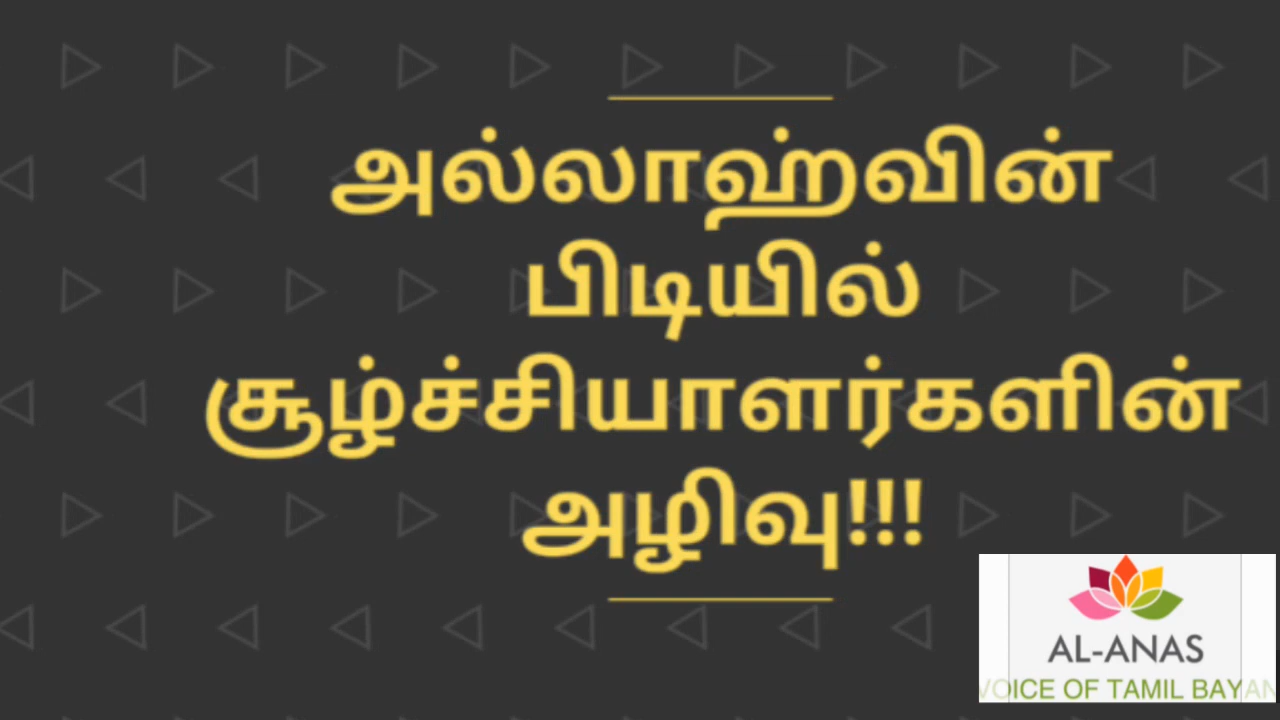 அல்லாஹ்வின்
பிடியில்
சூழ்ச்சியாளர்களின்
அழிவு!!!
AL-ANAS
VOICE OF TAMIL BAYAN